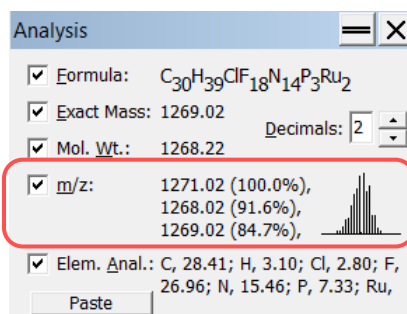 Analysis
Formula: C30H39ClF18N14P3Ru2
Exact Mass: 1269.02
Decimals: 2
Mol. Wt.: 1268.22
m/z: 1271.02 (100.0%),
1268.02 (91.6%),
1269.02 (84.7%),
Elem. Anal.: C, 28.41; H, 3.10; Cl, 2.80; F,
26.96; N, 15.46; P, 7.33; Ru,
Paste